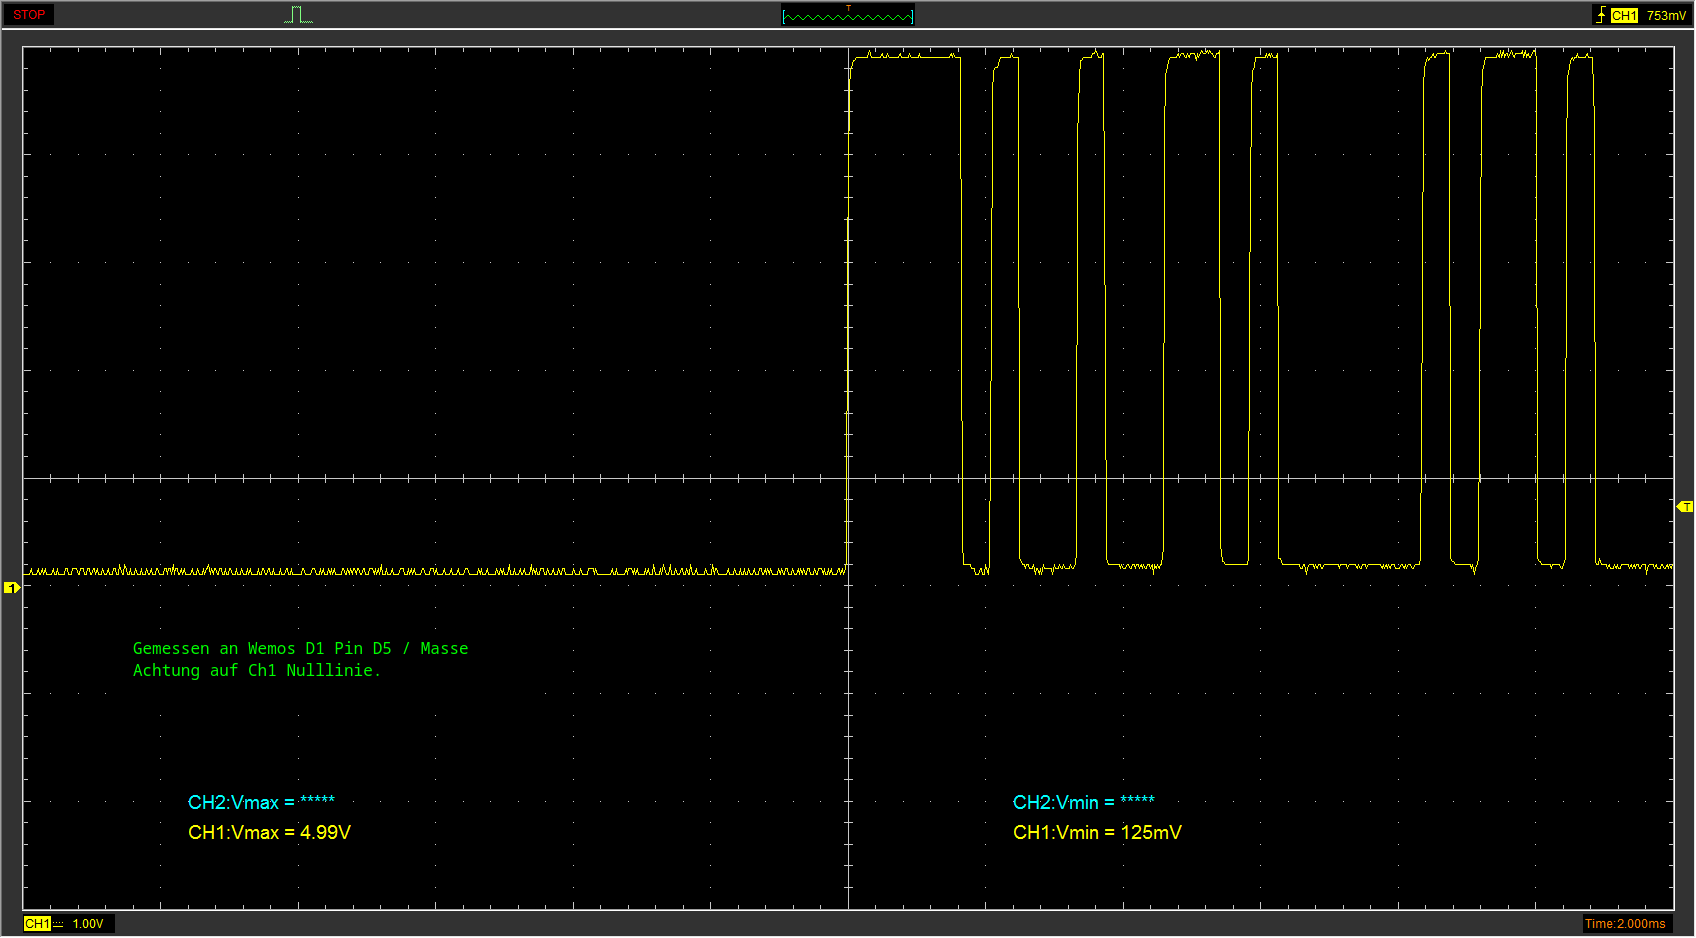 STOP
T
CH1 753mV
T
1
Gemessen an Wemos D1 Pin D5 / Masse
Achtung auf Ch1 Nulllinie.
CH2:Vmax = ***** CH2:Vmin = *****
CH1:Vmax = 4.99V CH1:Vmin = 125mV
CH1 1.00V Time:2.000ms